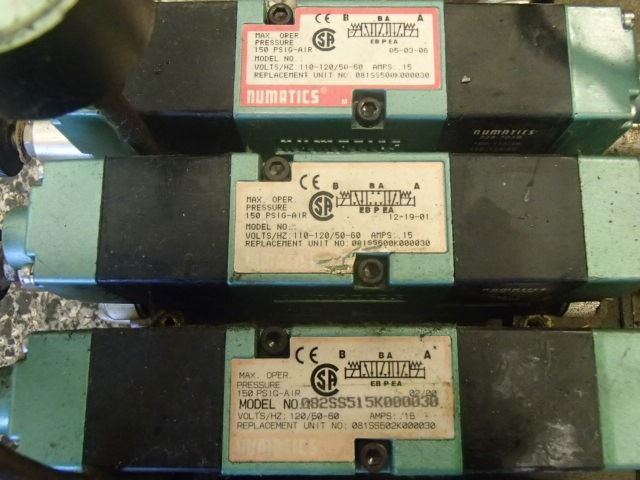 B BA A
MAX. OPER.
PRESSURE
150 PSIG-AIR
EB P EA
05-03-06
MODEL NO.:
VOLTS/HZ: 110-120/50-60 AMPS: .15
REPLACEMENT UNIT NO: 081SS500K000030
NUMATICS
NUMATICS
NUMATICS
B BA A
MAX. OPER.
PRESSURE
150 PSIG-AIR
EB P EA
12-19-01
MODEL NO.:
VOLTS/HZ: 110-120/50-60 AMPS: .15
REPLACEMENT UNIT NO: 081SS600K000030
NUMATICS
B BA A
MAX. OPER.
PRESSURE
150 PSIG-AIR
EB P EA
MODEL NO. 082SS515K000030
VOLTS/HZ: 120/50-60 AMPS: .15
REPLACEMENT UNIT NO: 081SS502K000030
NUMATICS